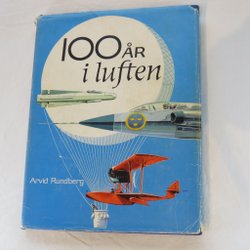 100 ÅR
i luften
Arvid Rundberg